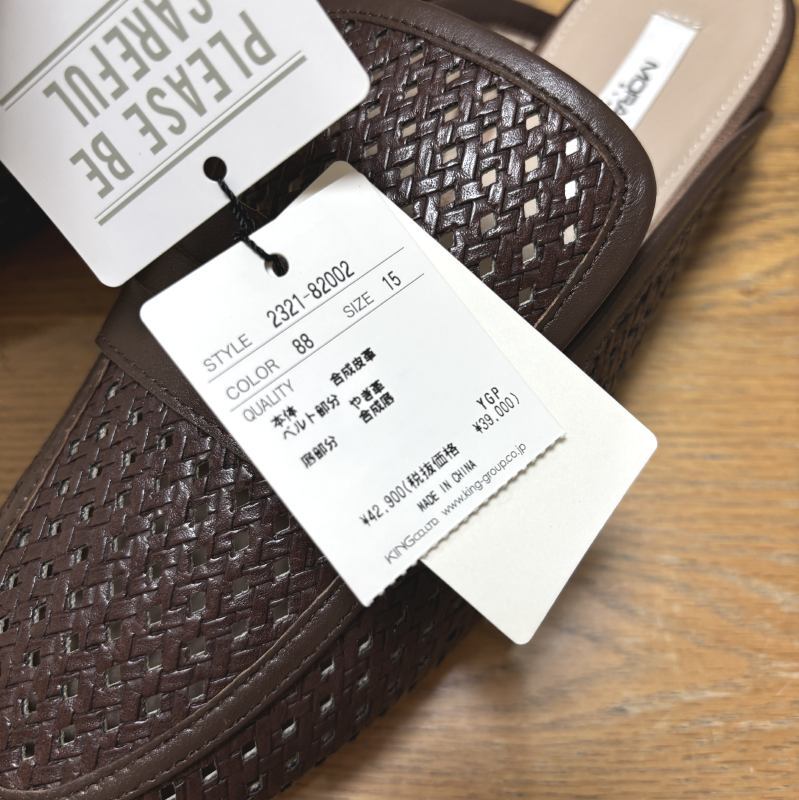 PLEASE BE
CAREFUL
STYLE 2321-82002
COLOR 88 SIZE 15
QUALITY
本体 合成皮革
ベルト部分 やぎ革
合成底
底部分
YGP
¥42,900(税抜価格 ¥39,000)
MADE IN CHINA
KING CO.LTD www.king-group.co.jp